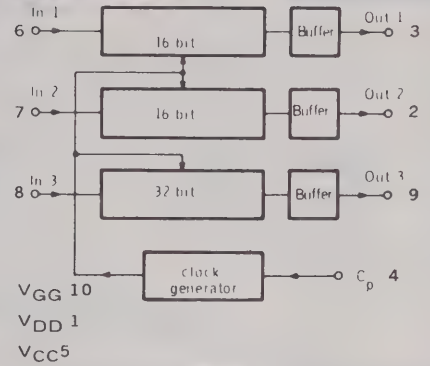 In 1
Out 1
6
16 bit
Buffer
3
In 2
Out 2
7
16 bit
Buffer
2
In 3
Out 3
8
32 bit
Buffer
9
clock
generator
Cp 4
VGG 10
VDD 1
VCC5